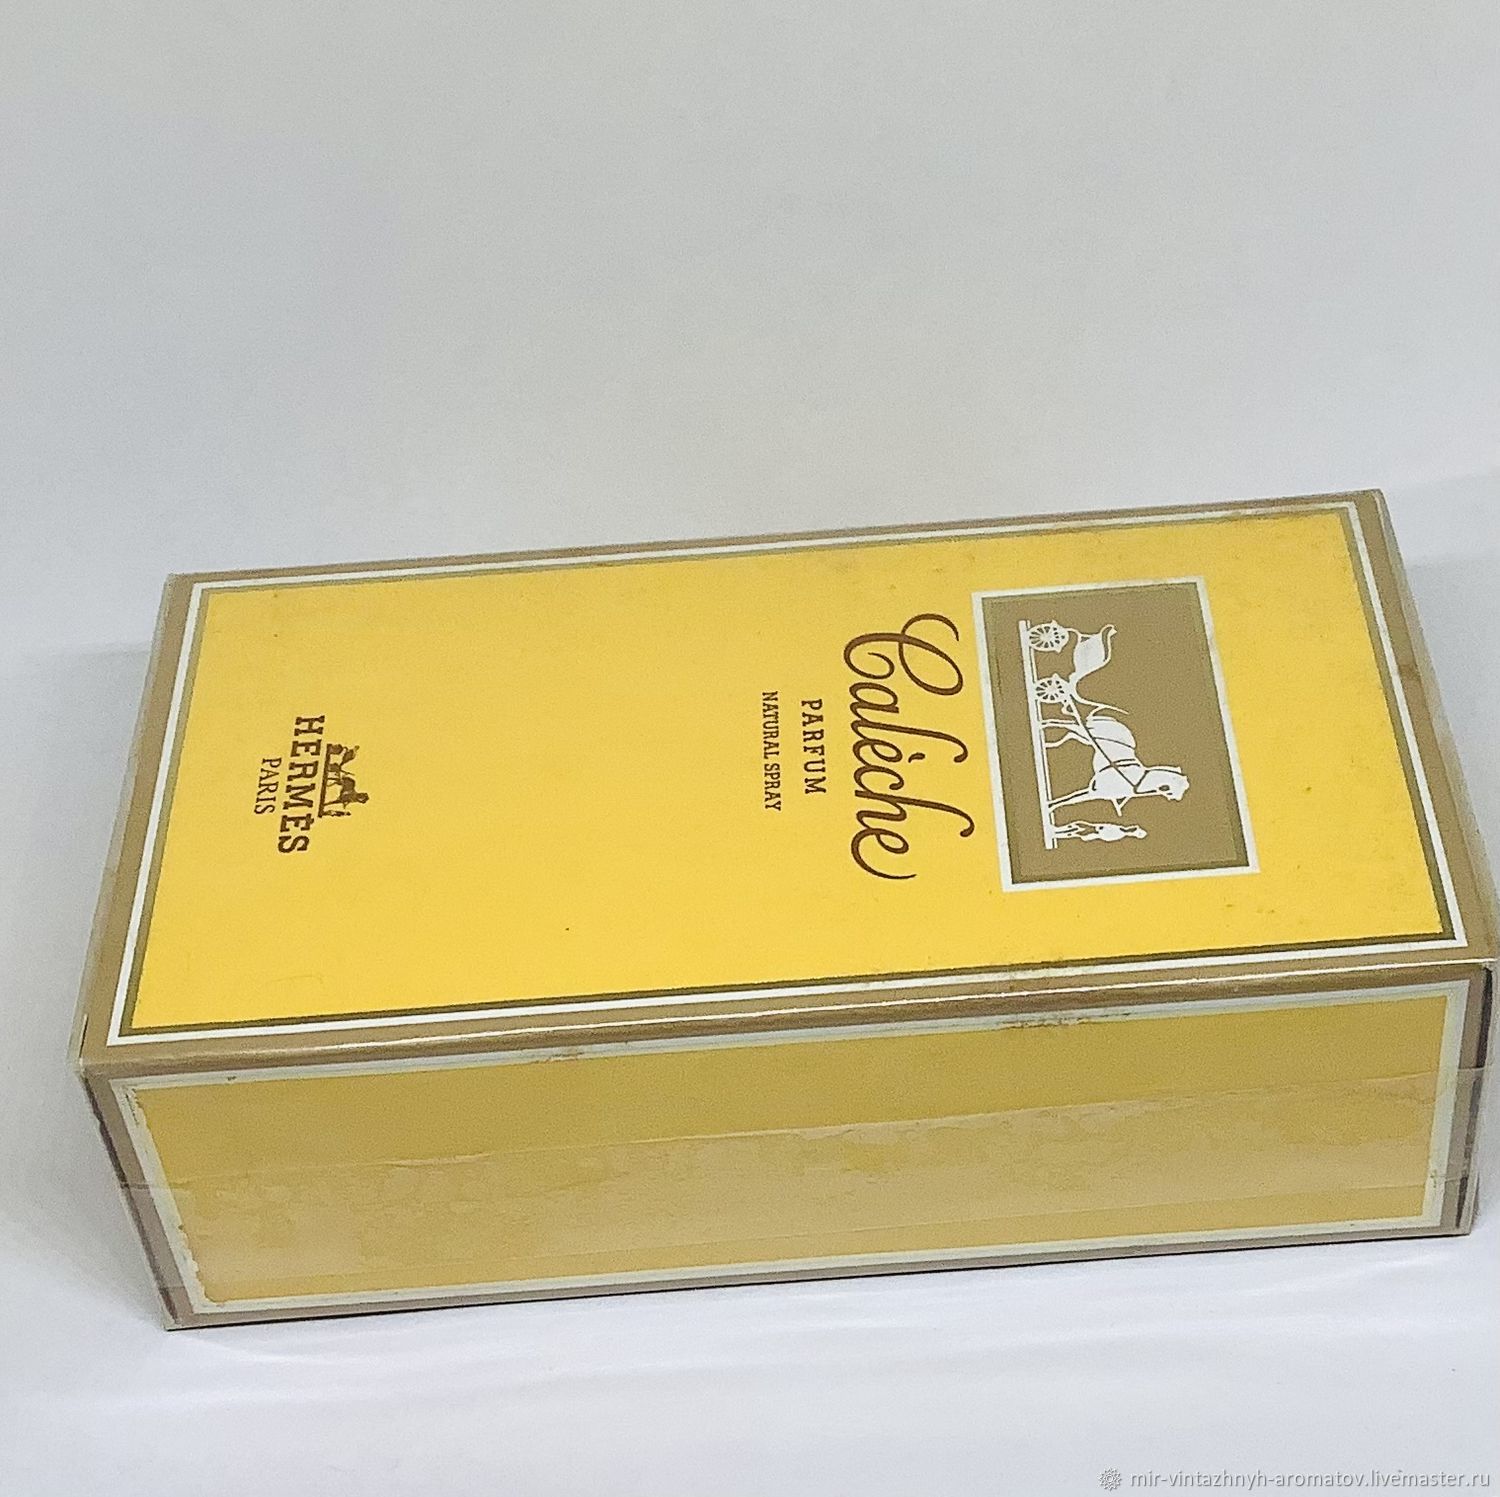 Calèche
PARFUM
NATURAL SPRAY
HERMÈS
PARIS
mir-vintazhnyh-aromatov.livemaster.ru